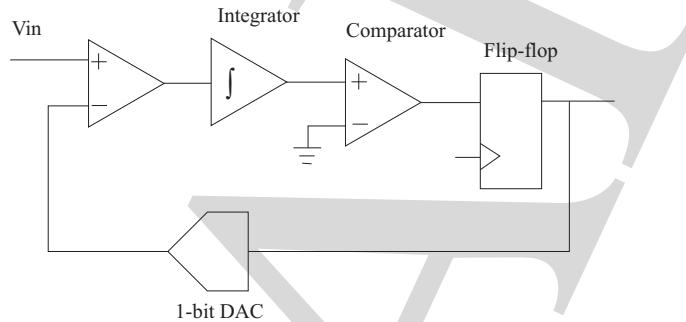 Integrator
Vin
Comparator
Flip-flop
+
−
∫
+
−
1-bit DAC